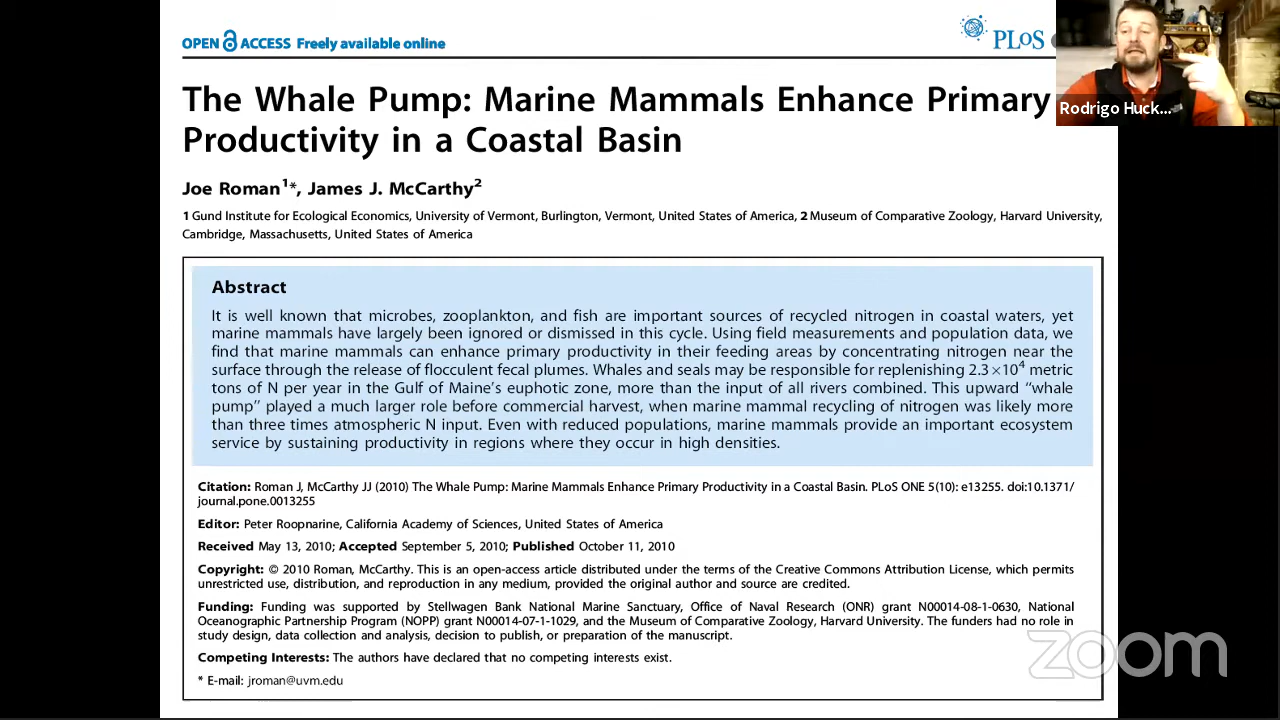 OPEN ACCESS Freely available online
PLoS
Rodrigo Huck...
The Whale Pump: Marine Mammals Enhance Primary
Productivity in a Coastal Basin
Joe Roman1*, James J. McCarthy2
1 Gund Institute for Ecological Economics, University of Vermont, Burlington, Vermont, United States of America, 2 Museum of Comparative Zoology, Harvard University,
Cambridge, Massachusetts, United States of America
Abstract
It is well known that microbes, zooplankton, and fish are important sources of recycled nitrogen in coastal waters, yet
marine mammals have largely been ignored or dismissed in this cycle. Using field measurements and population data, we
find that marine mammals can enhance primary productivity in their feeding areas by concentrating nitrogen near the
surface through the release of flocculent fecal plumes. Whales and seals may be responsible for replenishing 2.3×10⁴ metric
tons of N per year in the Gulf of Maine's euphotic zone, more than the input of all rivers combined. This upward "whale
pump" played a much larger role before commercial harvest, when marine mammal recycling of nitrogen was likely more
than three times atmospheric N input. Even with reduced populations, marine mammals provide an important ecosystem
service by sustaining productivity in regions where they occur in high densities.
Citation: Roman J, McCarthy JJ (2010) The Whale Pump: Marine Mammals Enhance Primary Productivity in a Coastal Basin. PLoS ONE 5(10): e13255. doi:10.1371/
journal.pone.0013255
Editor: Peter Roopnarine, California Academy of Sciences, United States of America
Received May 13, 2010; Accepted September 5, 2010; Published October 11, 2010
Copyright: © 2010 Roman, McCarthy. This is an open-access article distributed under the terms of the Creative Commons Attribution License, which permits
unrestricted use, distribution, and reproduction in any medium, provided the original author and source are credited.
Funding: Funding was supported by Stellwagen Bank National Marine Sanctuary, Office of Naval Research (ONR) grant N00014-08-1-0630, National
Oceanographic Partnership Program (NOPP) grant N00014-07-1-1029, and the Museum of Comparative Zoology, Harvard University. The funders had no role in
study design, data collection and analysis, decision to publish, or preparation of the manuscript.
Competing Interests: The authors have declared that no competing interests exist.
* E-mail: jroman@uvm.edu
zoom